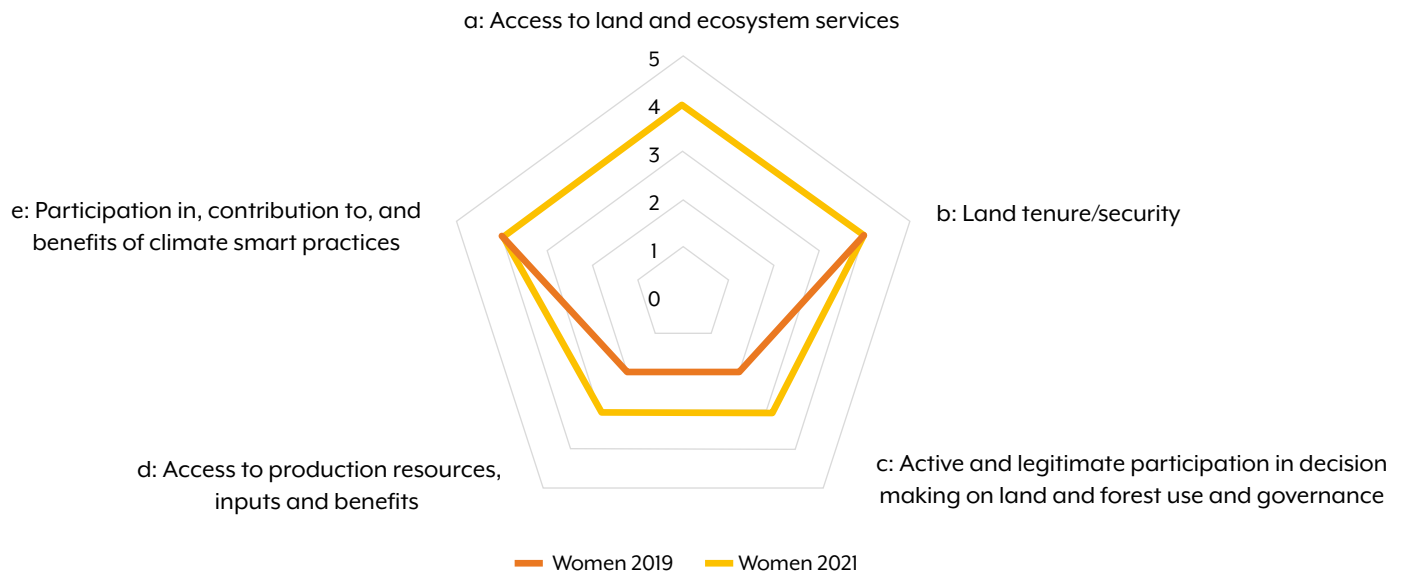 a: Access to land and ecosystem services
5
4
3
2
1
0
e: Participation in, contribution to, and
benefits of climate smart practices
b: Land tenure/security
d: Access to production resources,
inputs and benefits
c: Active and legitimate participation in decision
making on land and forest use and governance
Women 2019
Women 2021